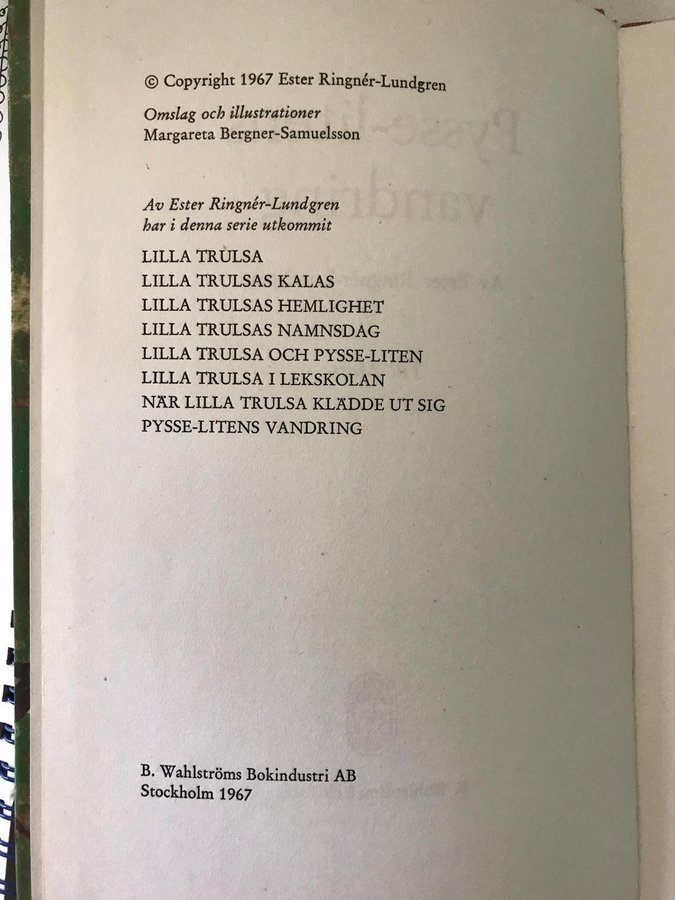 © Copyright 1967 Ester Ringnér-Lundgren
Omslag och illustrationer
Margareta Bergner-Samuelsson
Av Ester Ringnér-Lundgren
har i denna serie utkommit
LILLA TRULSA
LILLA TRULSAS KALAS
LILLA TRULSAS HEMLIGHET
LILLA TRULSAS NAMNSDAG
LILLA TRULSA OCH PYSSE-LITEN
LILLA TRULSA I LEKSKOLAN
NÄR LILLA TRULSA KLÄDDE UT SIG
PYSSE-LITENS VANDRING
B. Wahlströms Bokindustri AB
Stockholm 1967